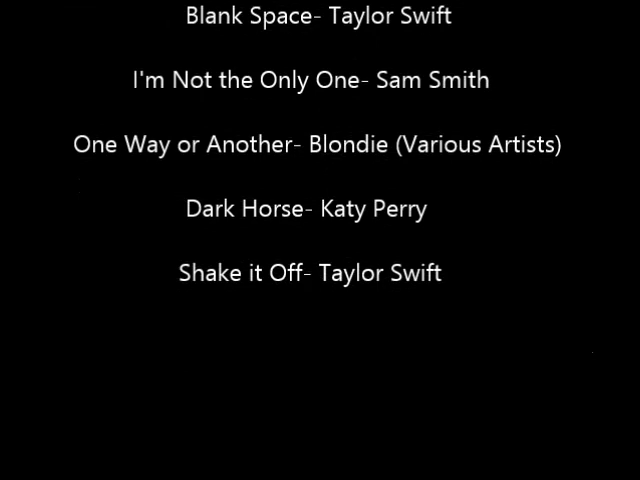 Blank Space- Taylor Swift
I'm Not the Only One- Sam Smith
One Way or Another- Blondie (Various Artists)
Dark Horse- Katy Perry
Shake it Off- Taylor Swift